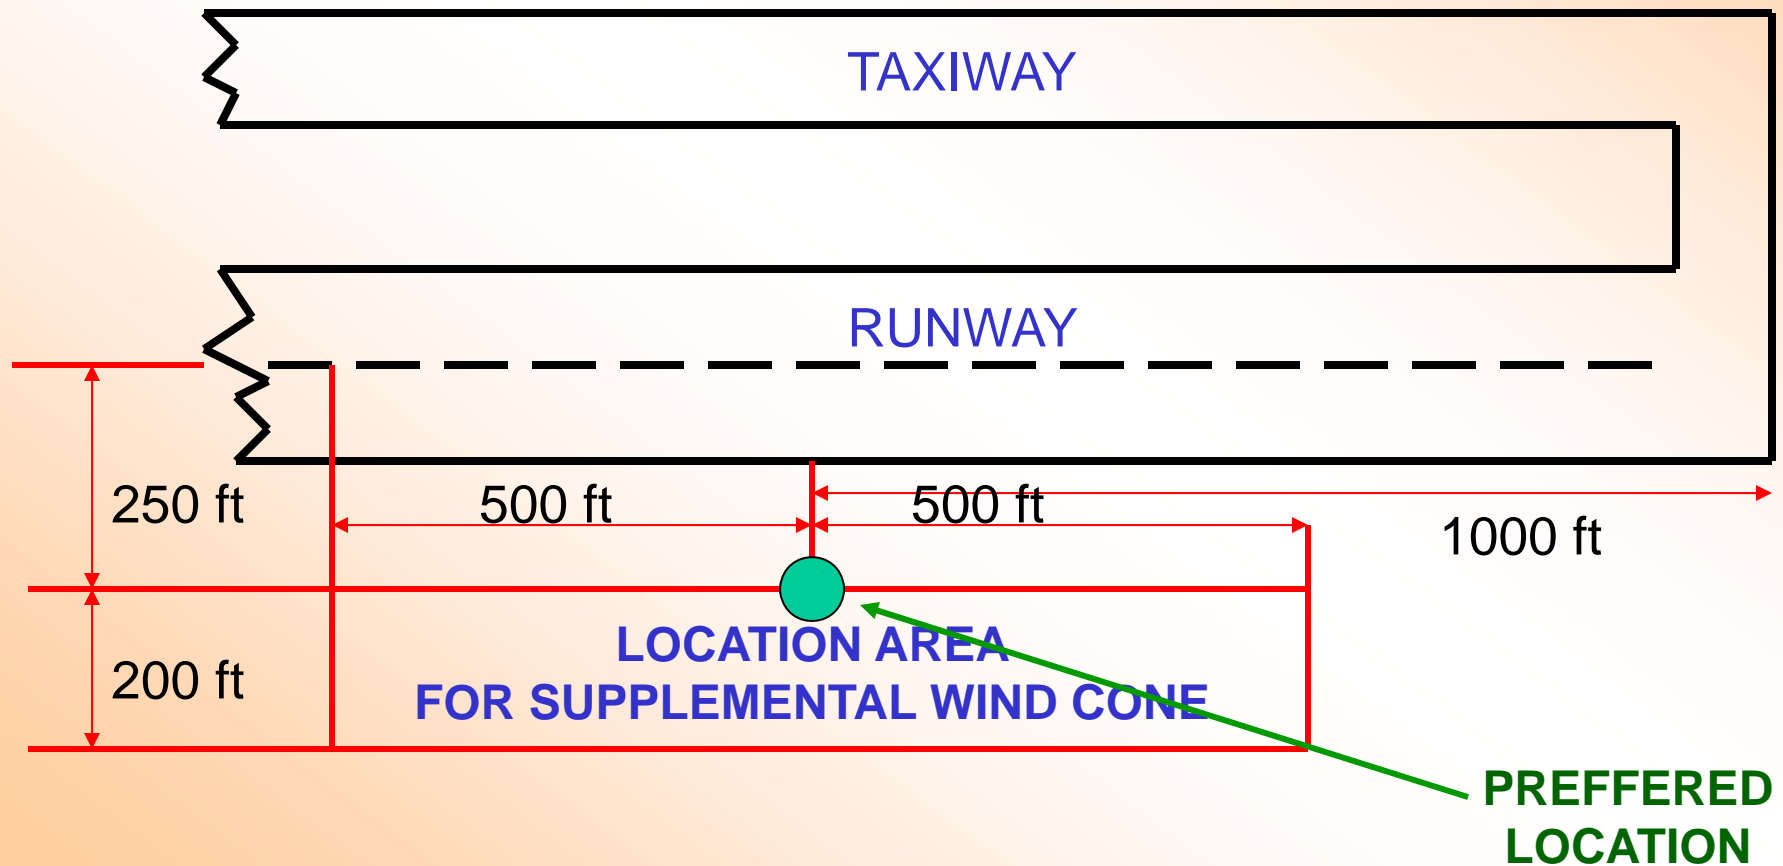 TAXIWAY
RUNWAY
250 ft
500 ft
500 ft
1000 ft
LOCATION AREA
FOR SUPPLEMENTAL WIND CONE
200 ft
PREFFERED
LOCATION